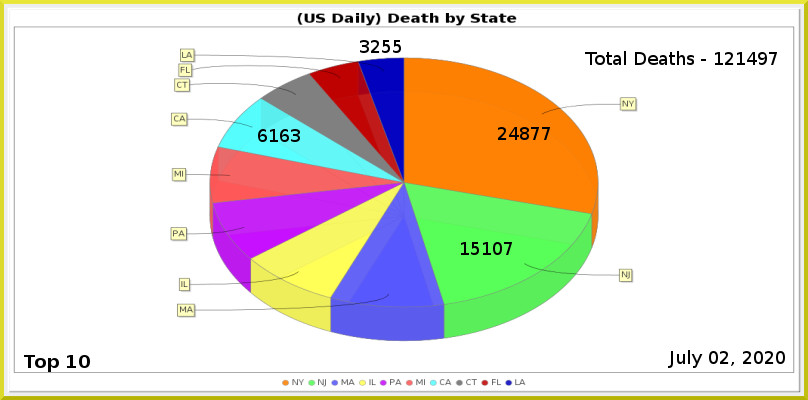 (US Daily) Death by State
3255
Total Deaths - 121497
LA
FL
CT
NY
CA
6163
24877
MI
PA
15107
NJ
IL
MA
Top 10
July 02, 2020
NY NJ MA IL PA MI CA CT FL LA